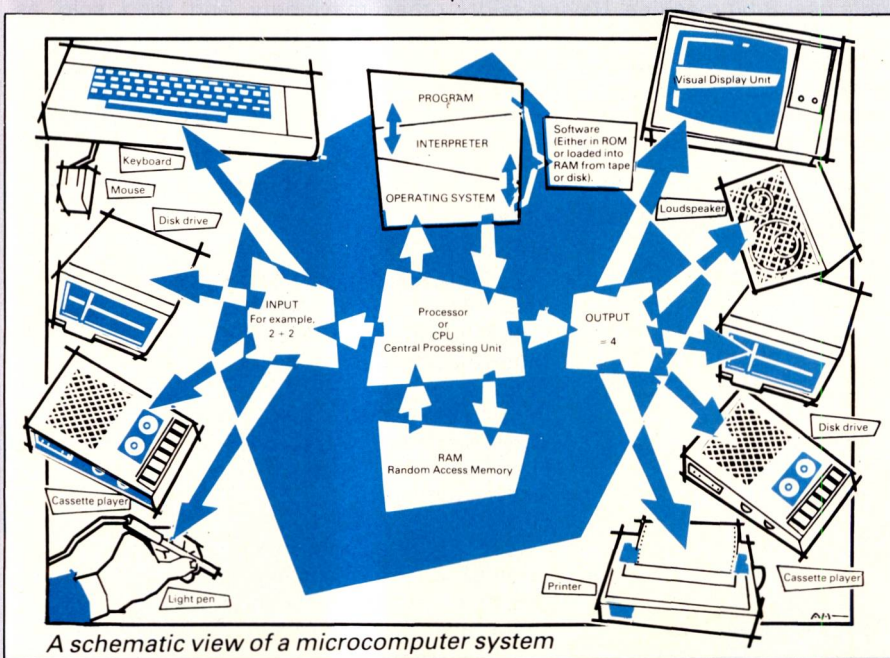 Visual Display Unit
PROGRAM
INTERPRETER
OPERATING SYSTEM
Software
(Either in ROM
or loaded into
RAM from tape
or disk).
Keyboard
Mouse
Disk drive
Loudspeaker
INPUT
For example,
2 + 2
Processor
or
CPU
Central Processing Unit
OUTPUT
= 4
RAM
Random Access Memory
Disk drive
Cassette player
Light pen
Printer
Cassette player
A schematic view of a microcomputer system